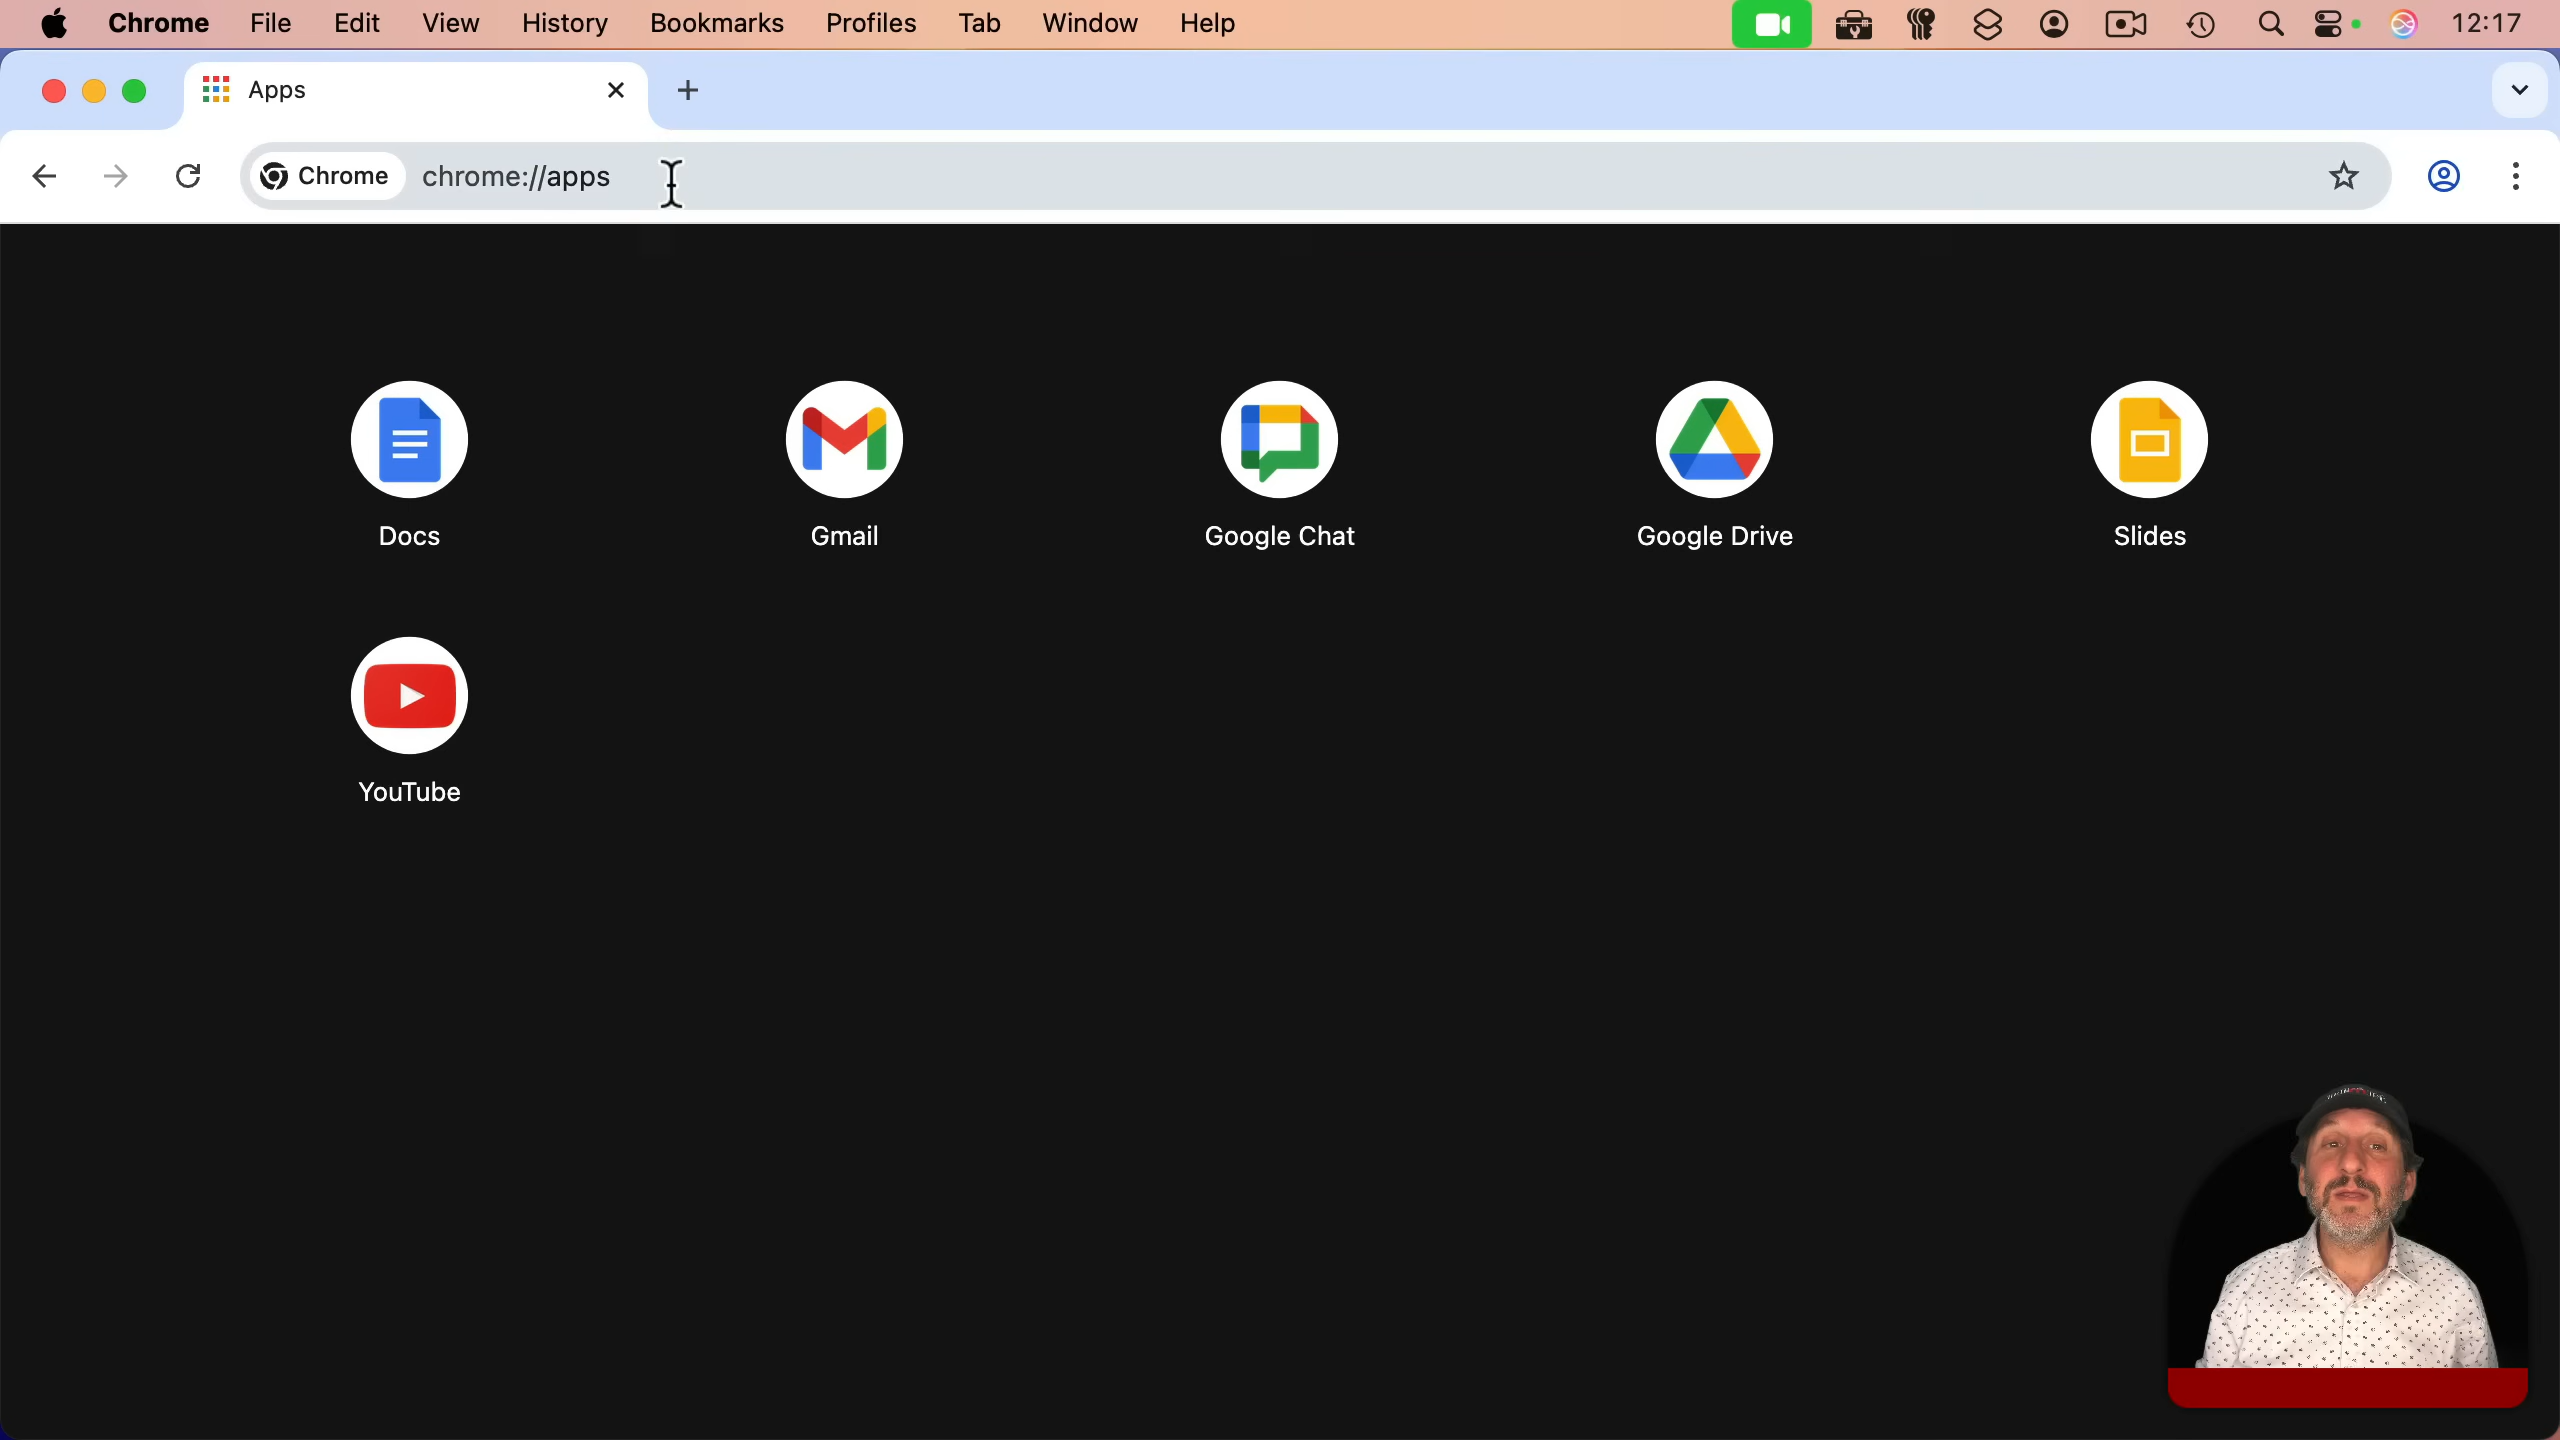 Chrome File Edit View History Bookmarks Profiles Tab Window Help 12:17
Apps
Chrome chrome://apps
Docs Gmail Google Chat Google Drive Slides
YouTube